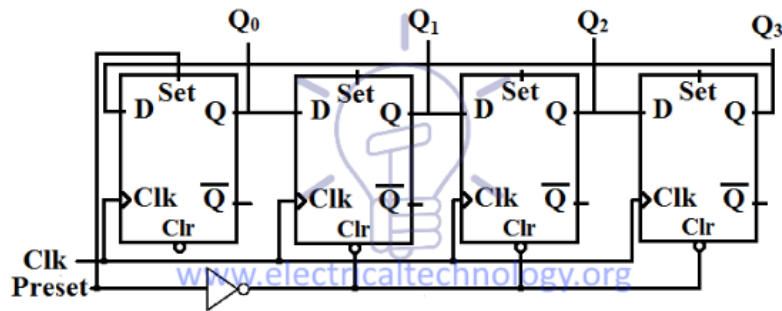 Q0 Q1 Q2 Q3
Set Set Set Set
D Q D Q D Q D Q
Clk Q̅ Clk Q̅ Clk Q̅ Clk Q̅
Clr Clr Clr Clr
Clk
Preset
www.electricaltechnology.org